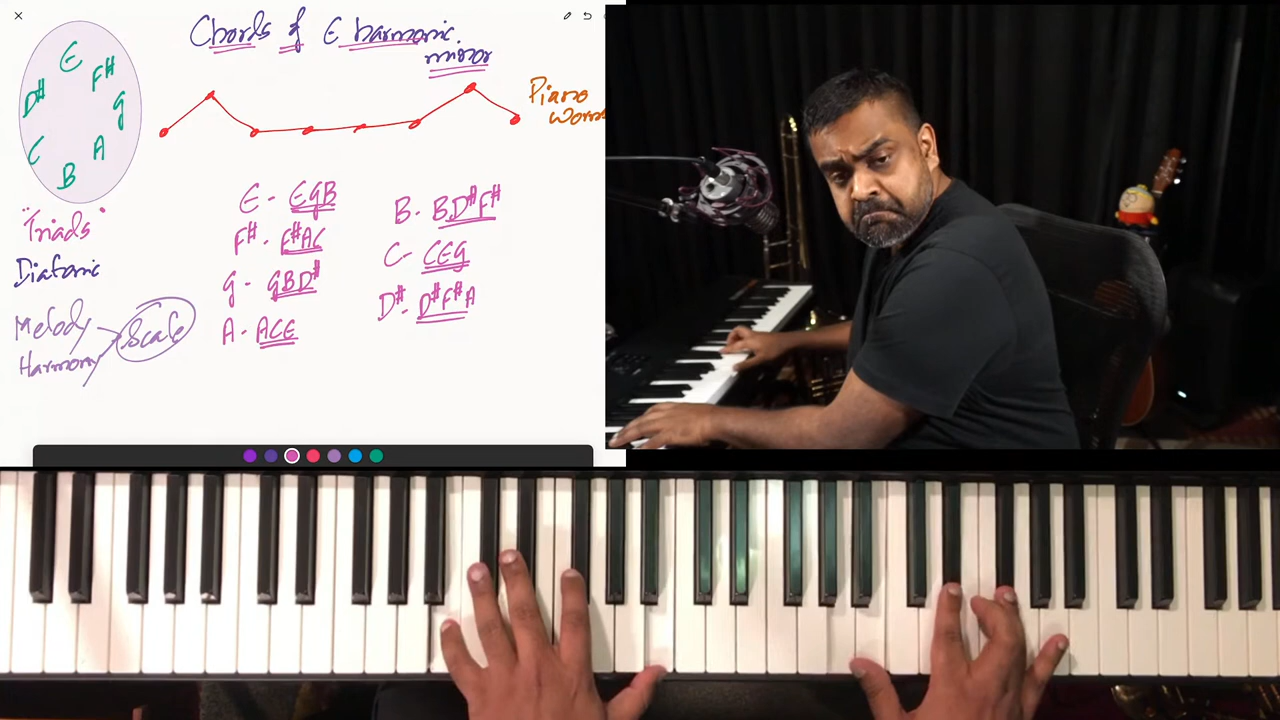 Chords of E harmonic
minor
E
F#
G
A
B
C
D#
Piano
"Triads"
Diatonic
Melody
Harmony
Scale
E - EGB
F# - F#AC
G - GBD#
A - ACE
B - BD#F#
C - CEG
D# - D#F#A